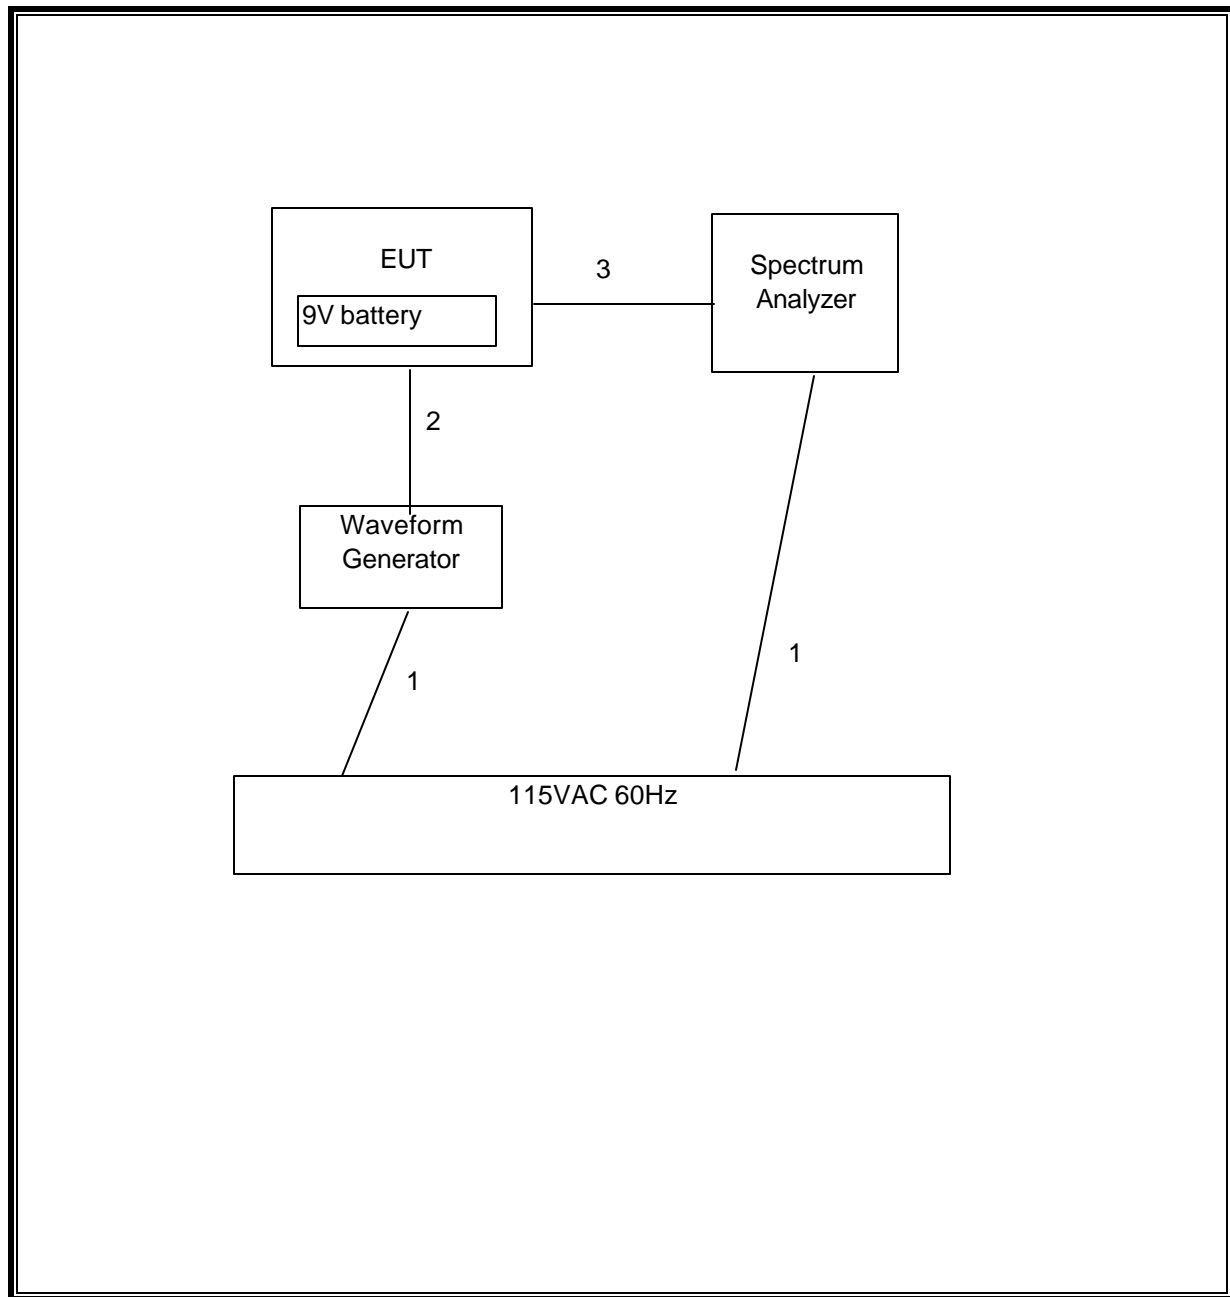 EUT
9V battery
3
Spectrum
Analyzer
2
Waveform
Generator
1
1
115VAC 60Hz